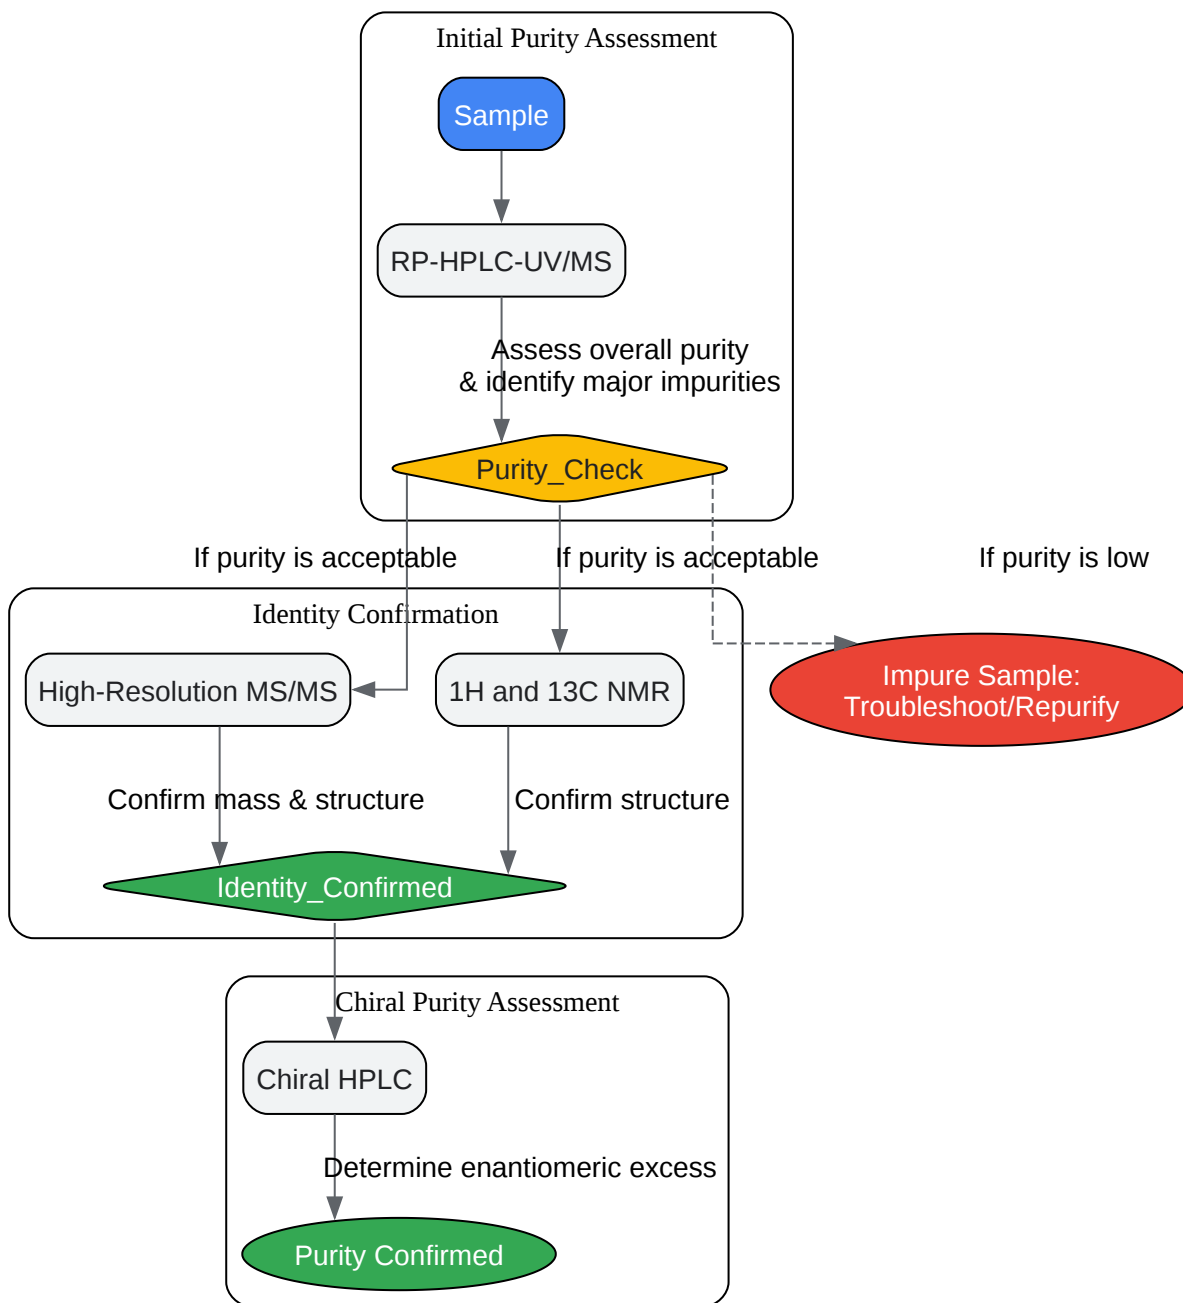 Initial Purity Assessment
Sample
RP-HPLC-UV/MS
Assess overall purity
& identify major impurities
Purity_Check
If purity is acceptable
If purity is acceptable
If purity is low
Identity Confirmation
High-Resolution MS/MS
1H and 13C NMR
Impure Sample:
Troubleshoot/Repurify
Confirm mass & structure
Confirm structure
Identity_Confirmed
Chiral Purity Assessment
Chiral HPLC
Determine enantiomeric excess
Purity Confirmed